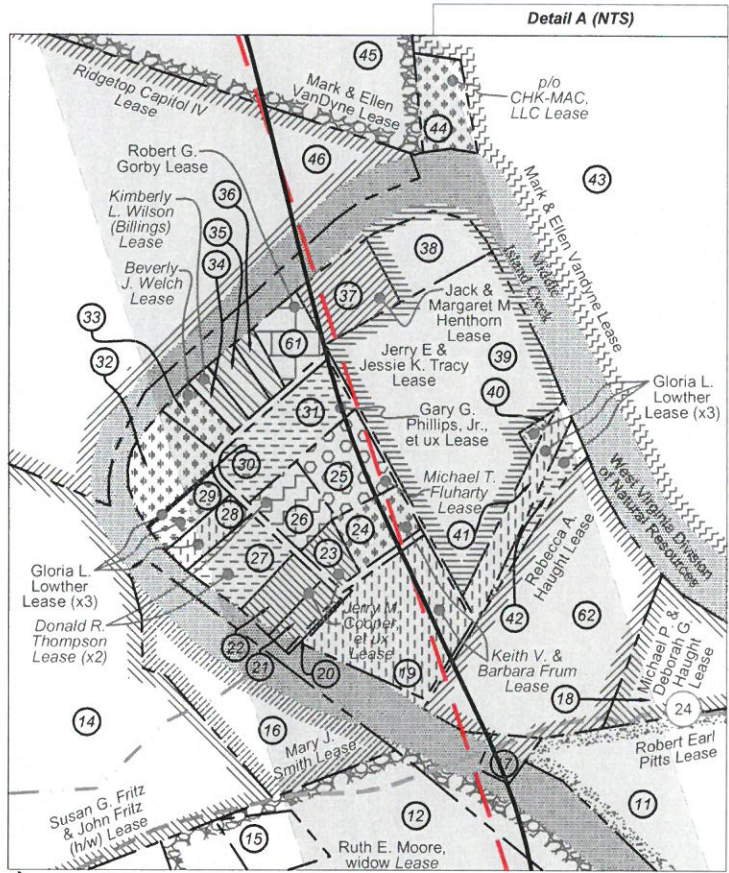 Detail A (NTS)
45
Mark & Ellen
VanDyne Lease
Ridgetop Capitol IV
Lease
44
p/o
CHK-MAC,
LLC Lease
46
43
Robert G.
Gorby Lease
Kimberly
L. Wilson
(Billings)
Lease
Beverly
J. Welch
Lease
36
35
34
33
32
38
37
Mark & Ellen Vandyne Lease
Middle
Island Creek
Jack &
Margaret M
Henthorn
Lease
61
Jerry E &
Jessie K. Tracy
Lease
39
40
Gloria L.
Lowther
Lease (x3)
31
Gary G.
Phillips, Jr.,
et ux Lease
30
25
29
28
26
Michael T.
Fluharty
Lease
24
41
West Virginia Division
of Natural Resources
27
23
Rebecca A.
Haught Lease
Gloria L.
Lowther
Lease (x3)
Donald R.
Thompson
Lease (x2)
Jerry M.
Cooper,
et ux
Lease
42
62
22
21
20
19
Keith V. &
Barbara Frum
Lease
18
Michael P. &
Deborah G.
Haught
Lease
24
14
16
Mary J.
Smith Lease
17
Robert Earl
Pitts Lease
11
Susan G. Fritz
& John Fritz
(h/w) Lease
15
12
Ruth E. Moore,
widow Lease